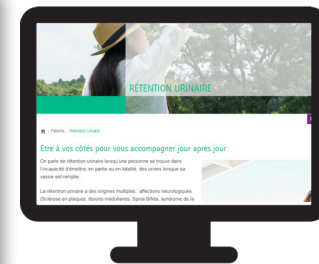 RÉTENTION URINAIRE
Patients Rétention Urinaire
Etre à vos côtés pour vous accompagner jour après jour
On parle de rétention urinaire lorsqu'une personne se trouve dans
l'incapacité d'émettre, en partie ou en totalité, des urines lorsque sa
vessie est remplie.
La rétention urinaire a des origines multiples : affections neurologiques
(Sclérose en plaques, lésions médullaires, Spina Bifida, syndrome de la